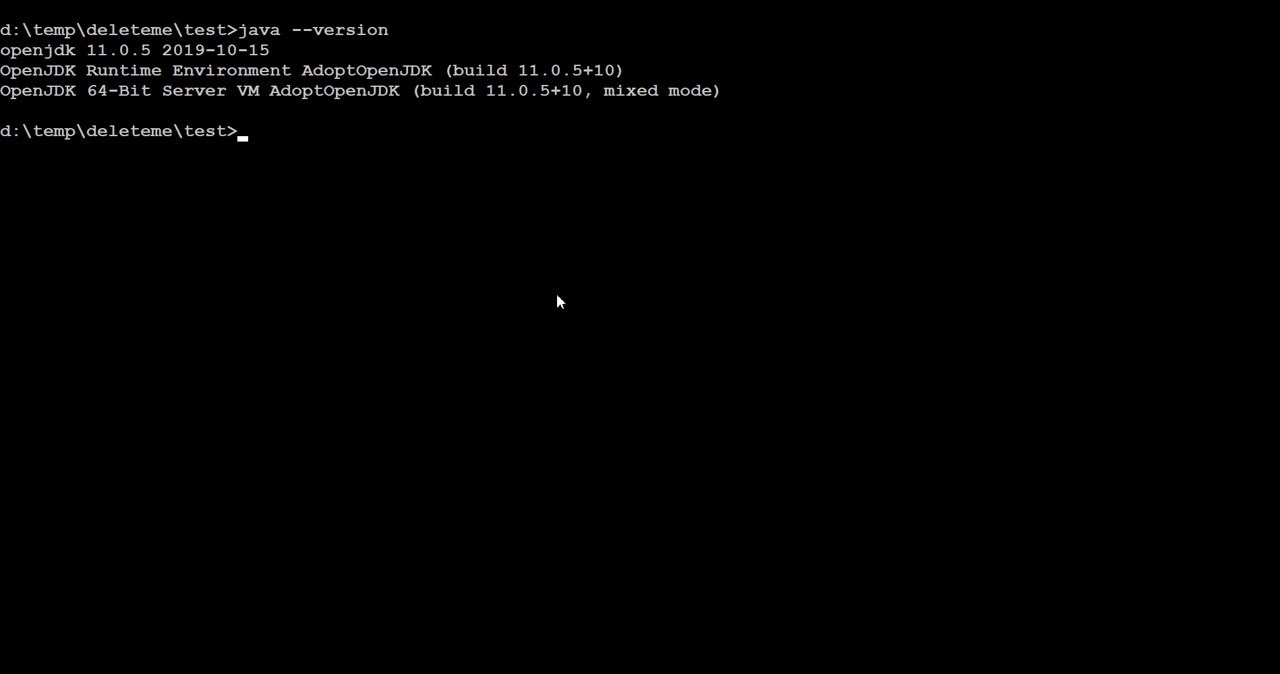 d:\temp\deleteme\test>java --version
openjdk 11.0.5 2019-10-15
OpenJDK Runtime Environment AdoptOpenJDK (build 11.0.5+10)
OpenJDK 64-Bit Server VM AdoptOpenJDK (build 11.0.5+10, mixed mode)
d:\temp\deleteme\test>